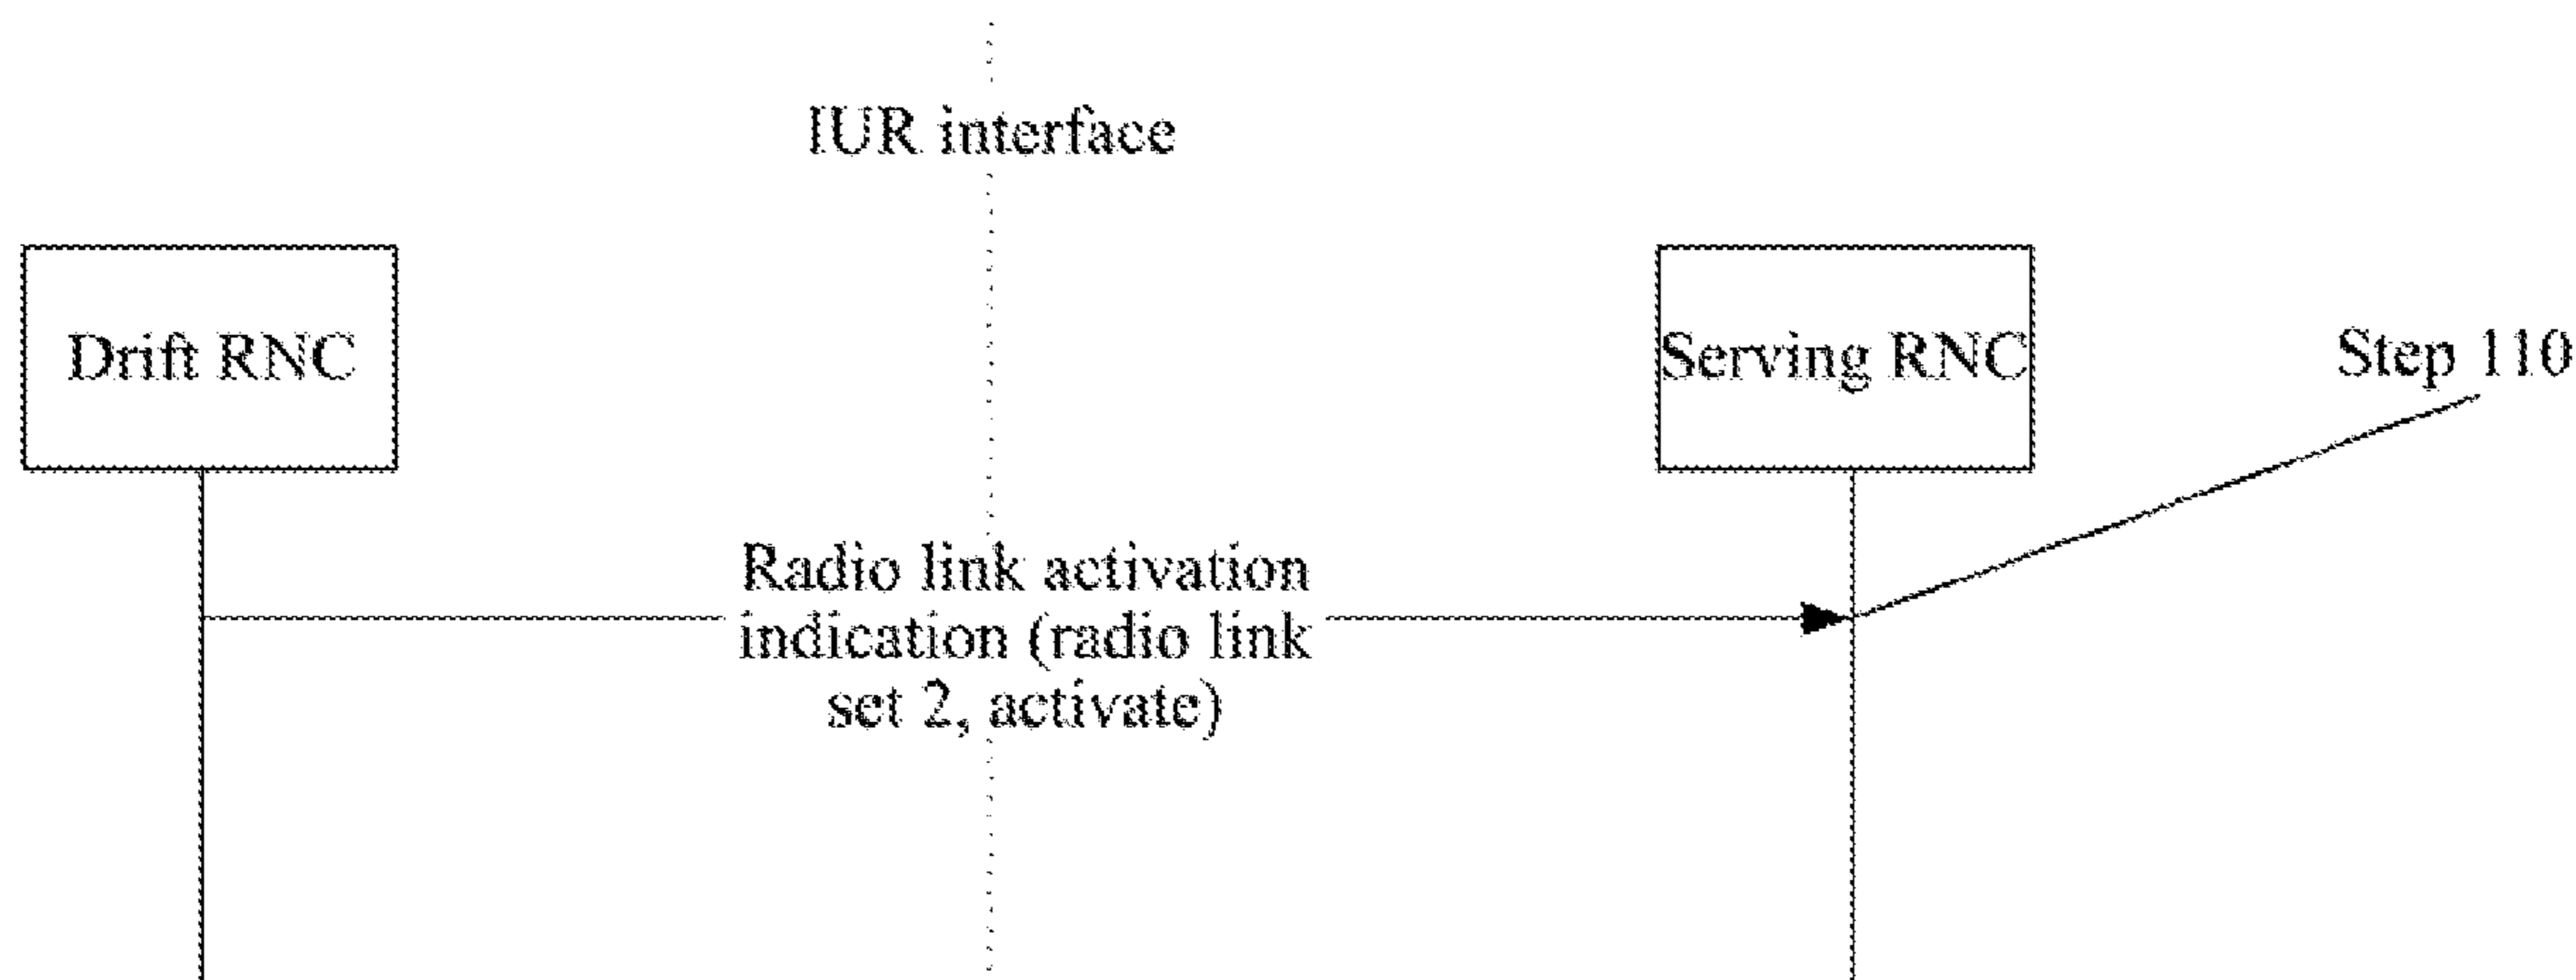 IUR interface
Drift RNC
Serving RNC
Step 110
Radio link activation
indication (radio link
set 2, activate)